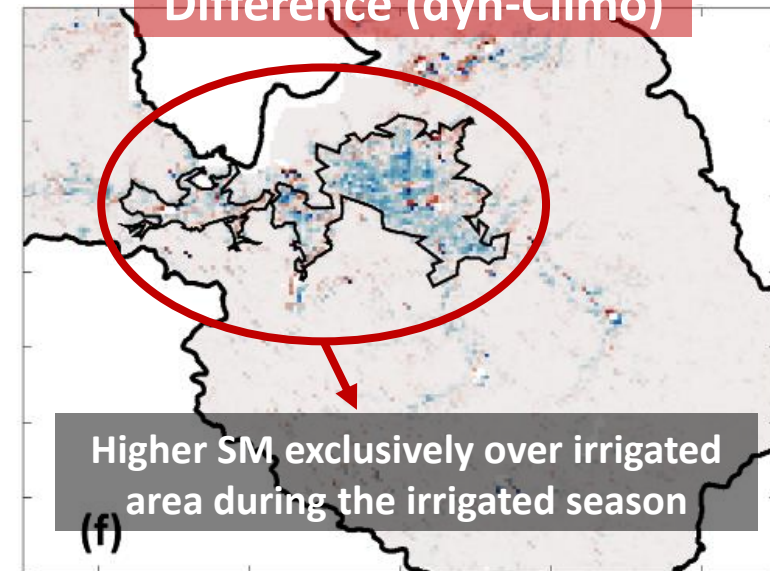 Difference (dyn-Climo)
Higher SM exclusively over irrigated
area during the irrigated season
(f)